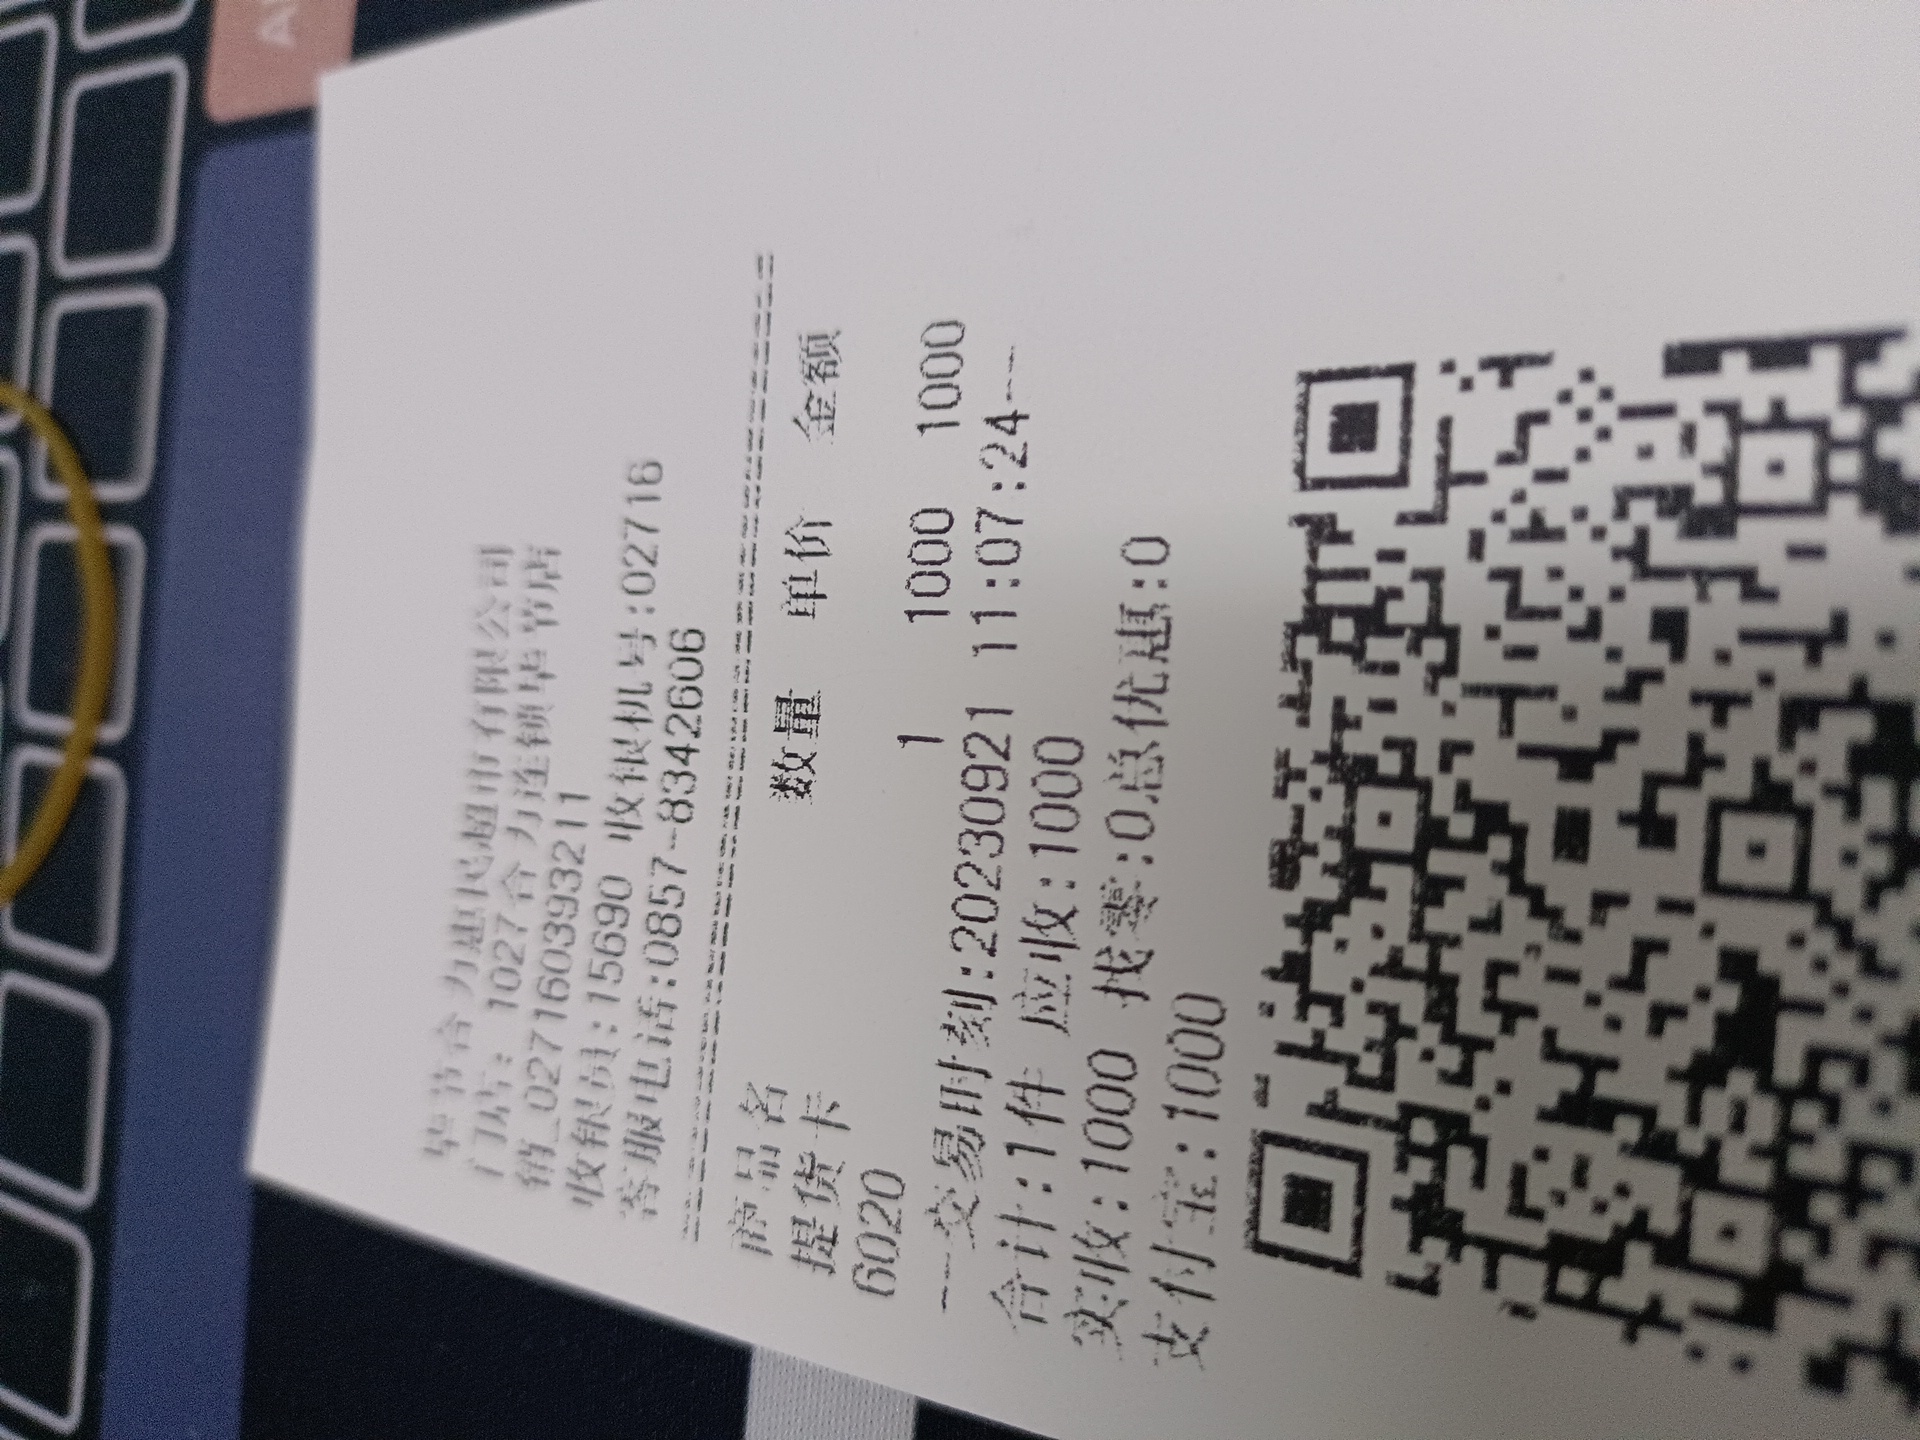 毕节合力惠民超市有限公司
门店: 1027合力连锁毕节店
销_0271603932​11
收银员:15690 收银机号:02716
客服电话:0857-8342606
商品名 数量 单价 金额
提货卡
6020 1 1000 1000
---交易时刻:20230921 11:07:24---
合计:1件 应收:1000
实收:1000 找零:0总优惠:0
支付宝:1000